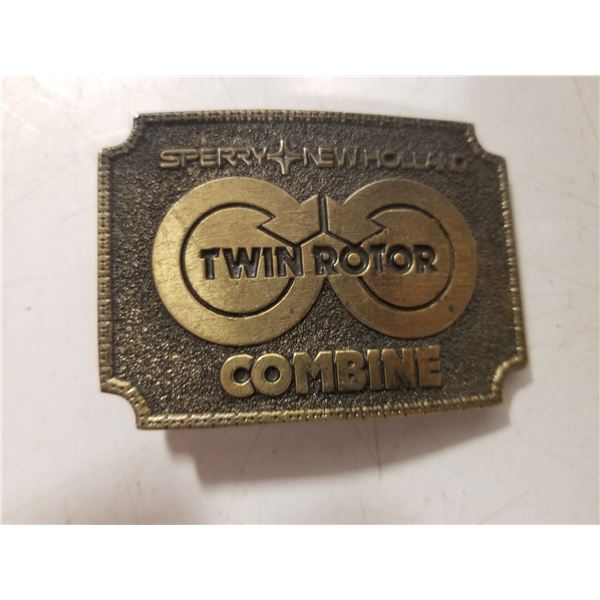 SPERRY NEW HOLLAND
TWIN ROTOR
COMBINE